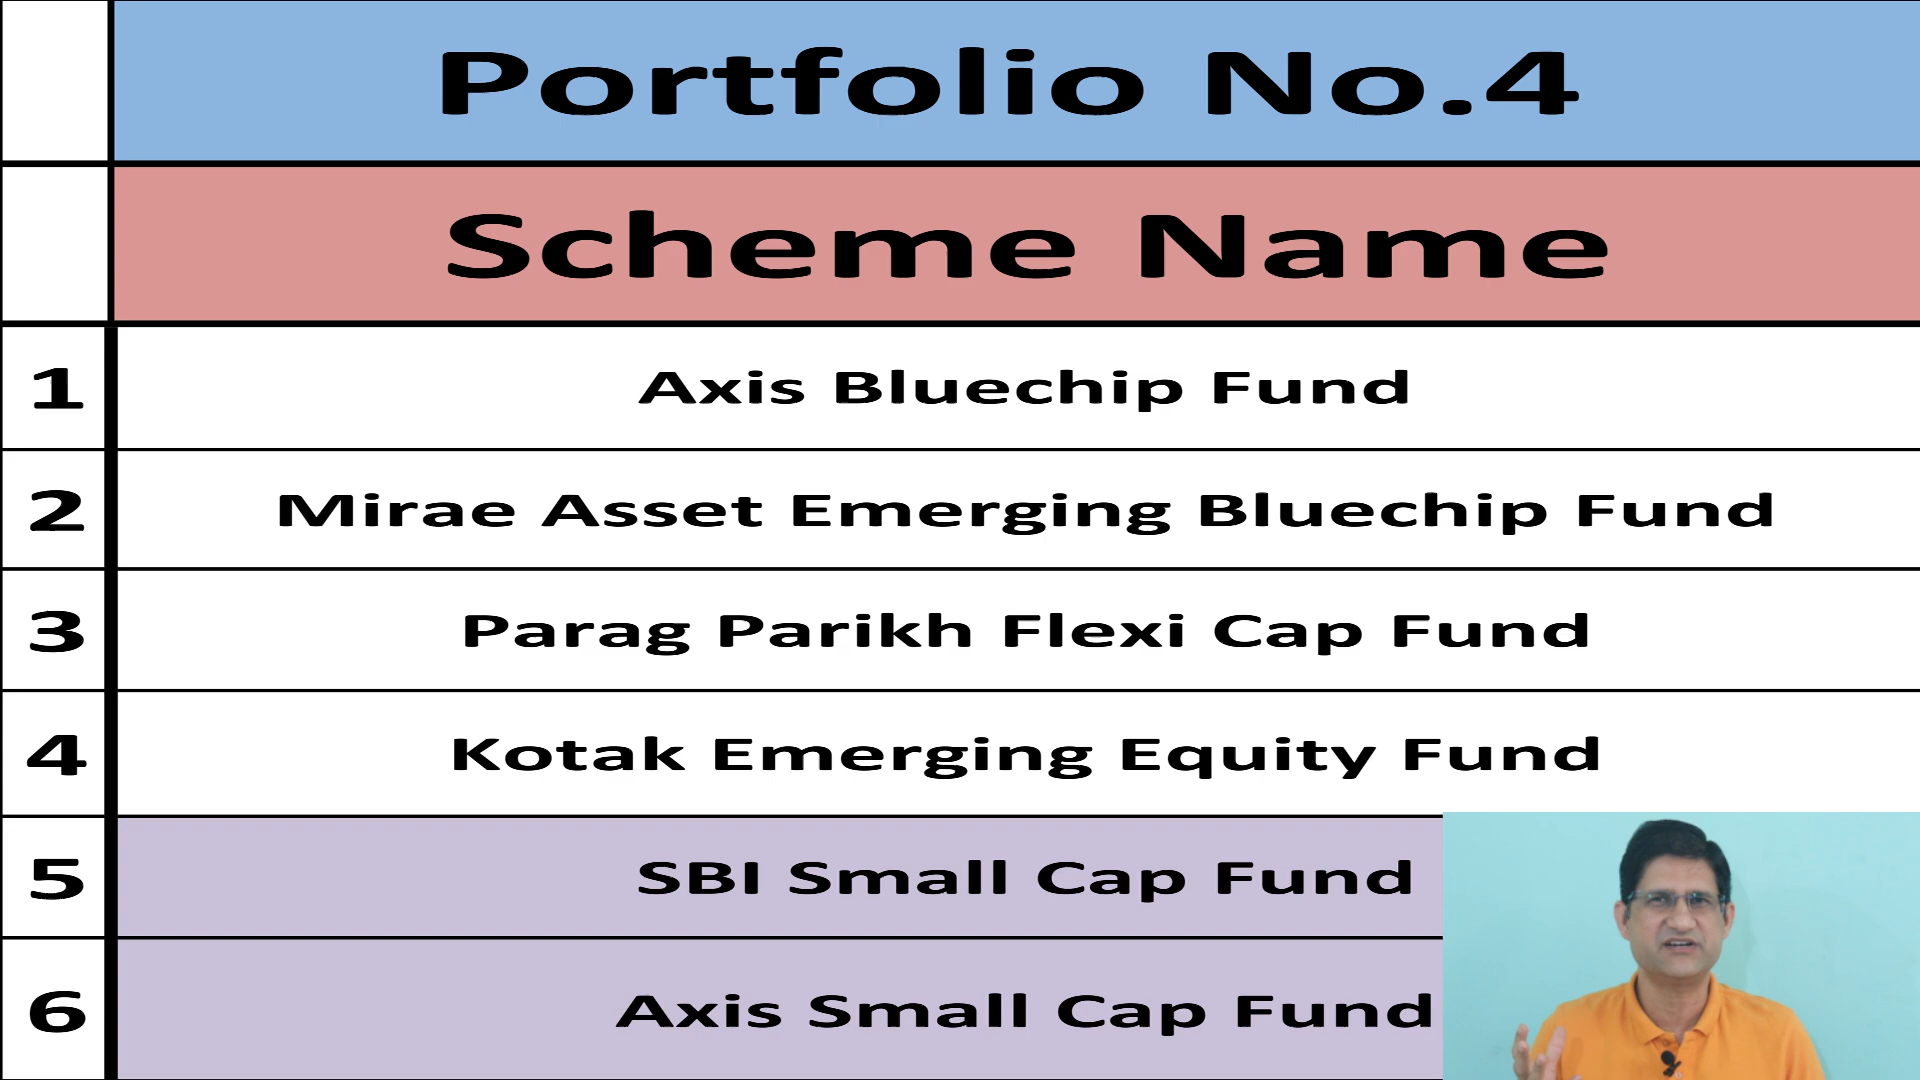 Portfolio No.4
Scheme Name
1 Axis Bluechip Fund
2 Mirae Asset Emerging Bluechip Fund
3 Parag Parikh Flexi Cap Fund
4 Kotak Emerging Equity Fund
5 SBI Small Cap Fund
6 Axis Small Cap Fund